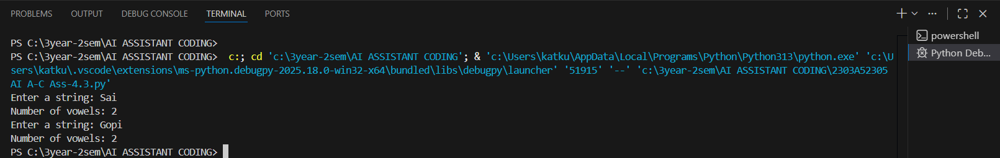 PROBLEMS OUTPUT DEBUG CONSOLE TERMINAL PORTS
PS C:\3year-2sem\AI ASSISTANT CODING>
PS C:\3year-2sem\AI ASSISTANT CODING>  c:; cd 'c:\3year-2sem\AI ASSISTANT CODING'; & 'c:\Users\katku\AppData\Local\Programs\Python\Python313\python.exe' 'c:\U
sers\katku\.vscode\extensions\ms-python.debugpy-2025.18.0-win32-x64\bundled\libs\debugpy\launcher' '51915' '--' 'c:\3year-2sem\AI ASSISTANT CODING\2303A52305
AI A-C Ass-4.3.py'
Enter a string: Sai
Number of vowels: 2
Enter a string: Gopi
Number of vowels: 2
PS C:\3year-2sem\AI ASSISTANT CODING>
powershell
Python Deb...